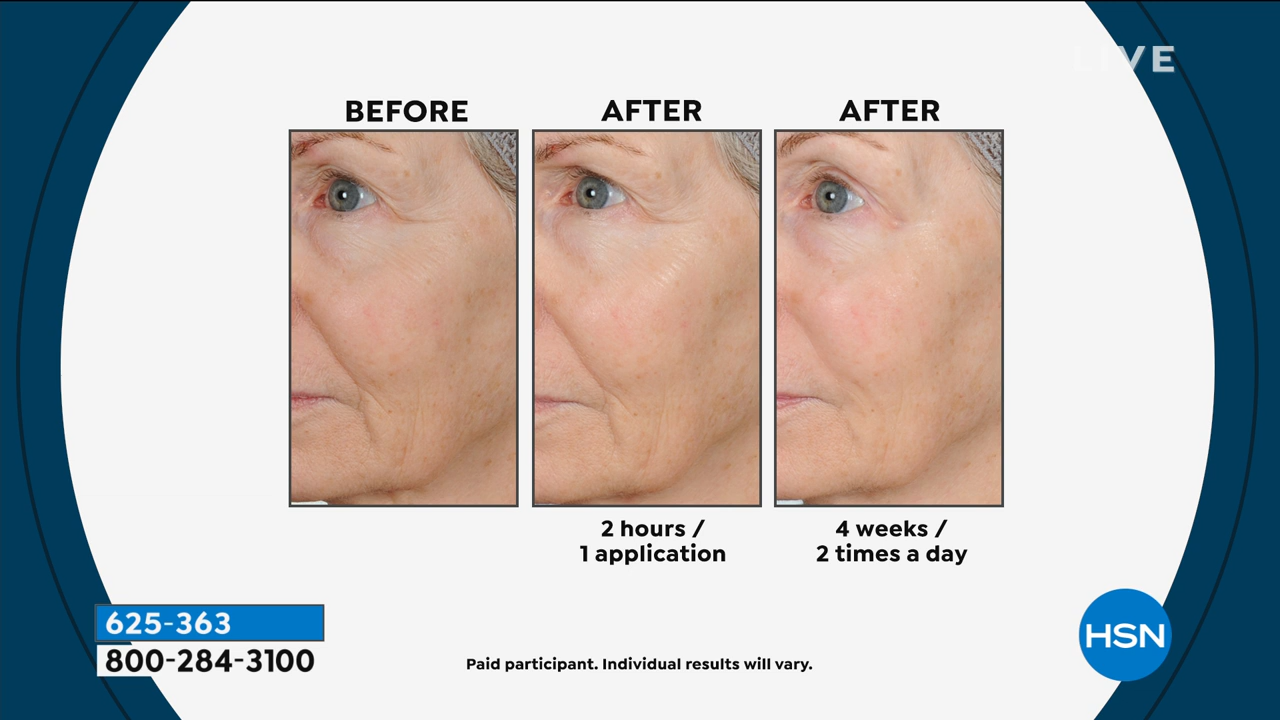 LIVE
BEFORE
AFTER
AFTER
2 hours /
1 application
4 weeks /
2 times a day
625-363
800-284-3100
Paid participant. Individual results will vary.
HSN